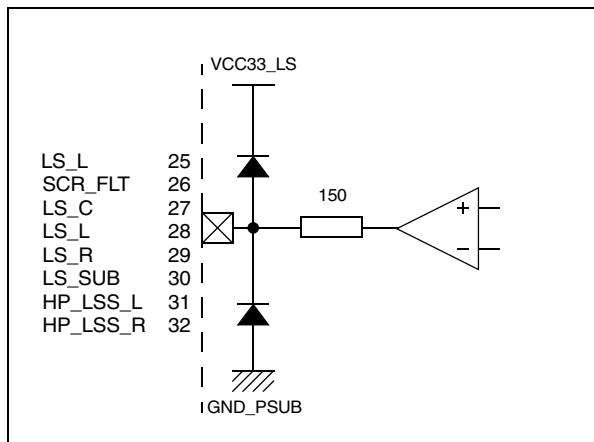 VCC33_LS
LS_L 25
SCR_FLT 26
LS_C 27
LS_L 28
LS_R 29
LS_SUB 30
HP_LSS_L 31
HP_LSS_R 32
150
+
−
GND_PSUB